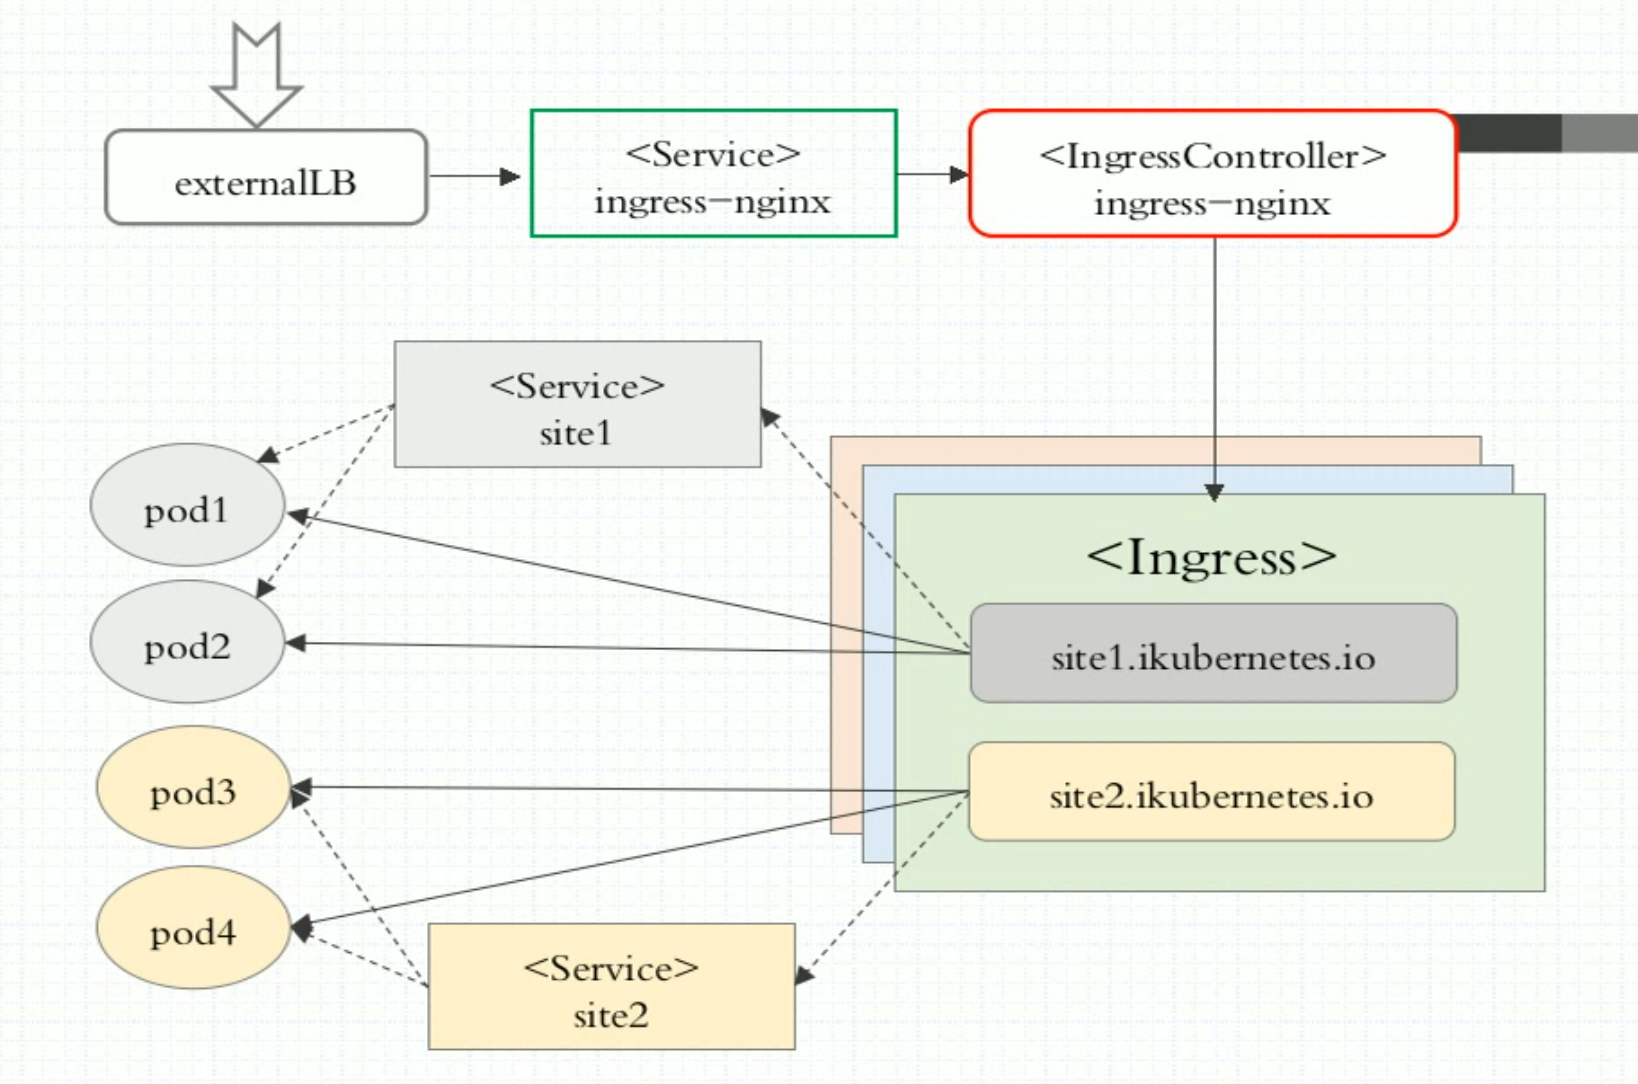 externalLB
<Service>
ingress-nginx
<IngressController>
ingress-nginx
<Service>
site1
pod1
pod2
pod3
pod4
<Ingress>
site1.ikubernetes.io
site2.ikubernetes.io
<Service>
site2